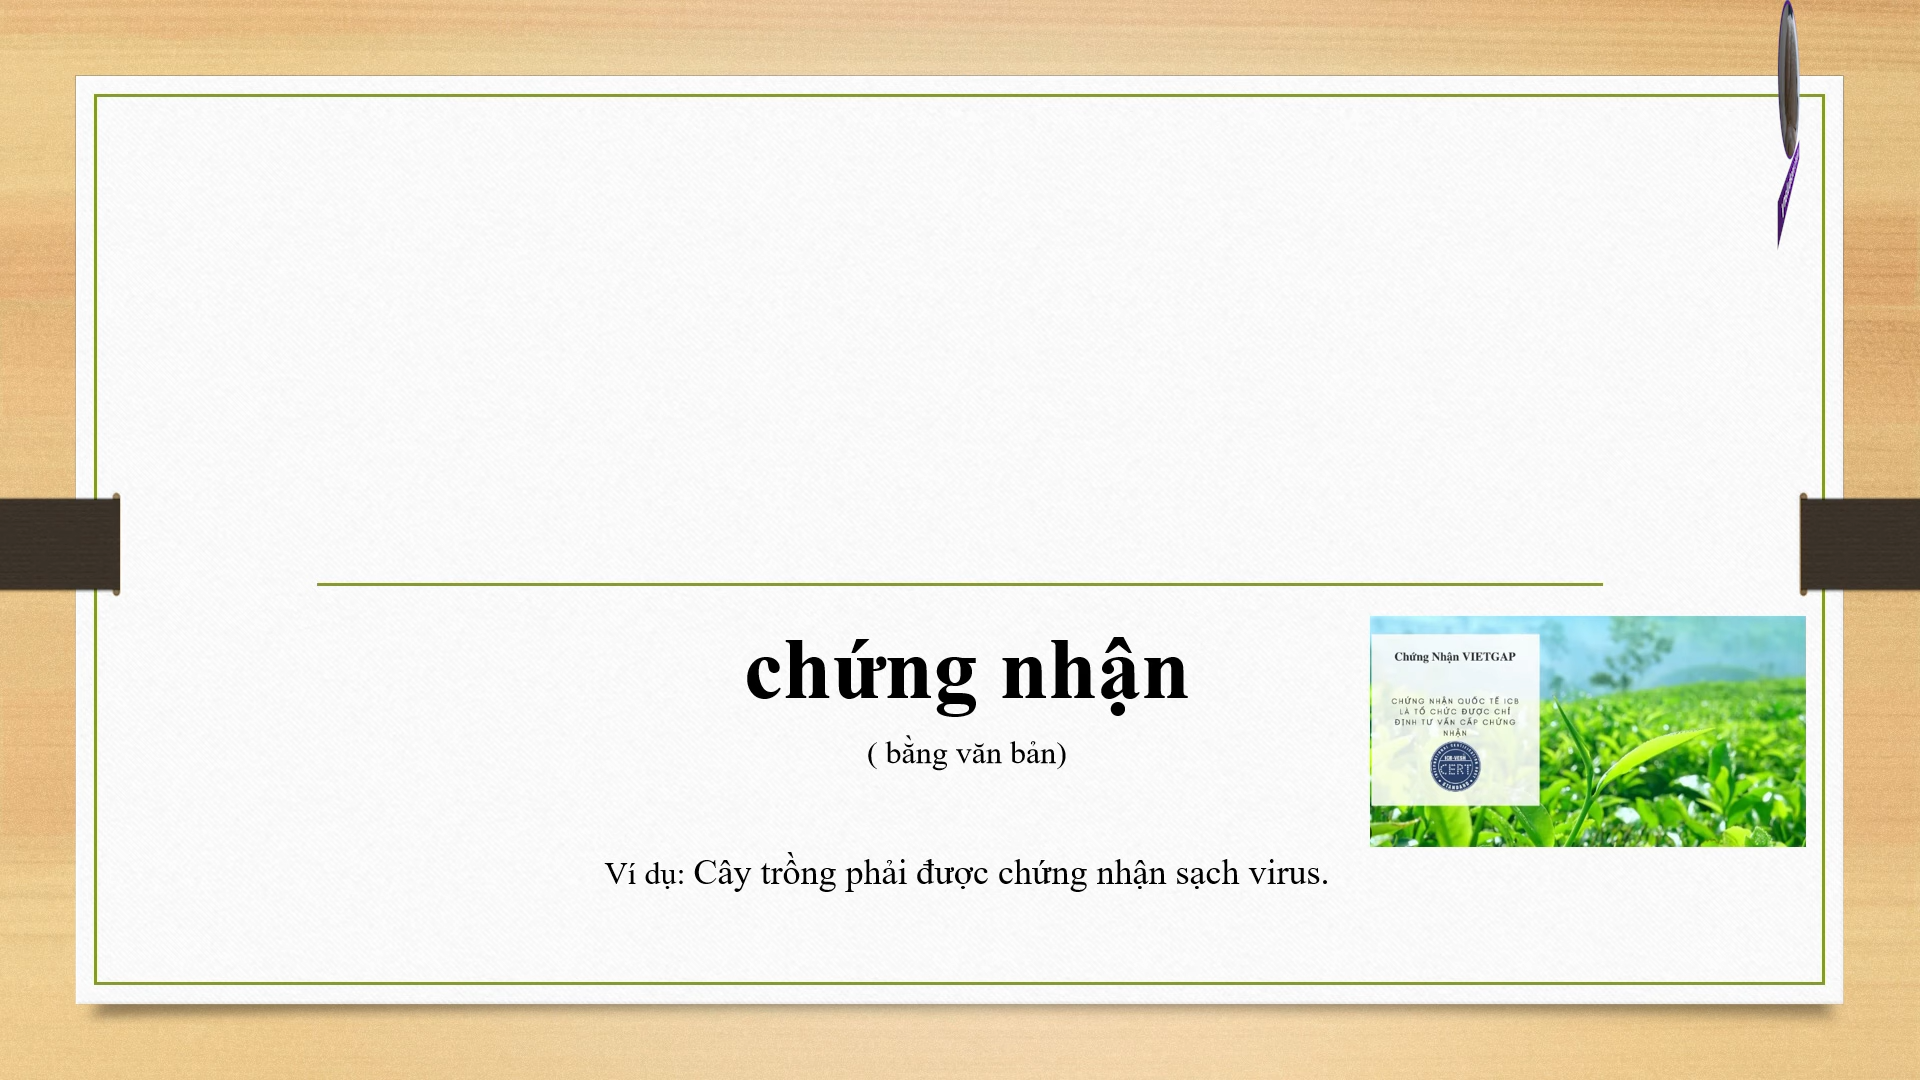 chứng nhận
( bằng văn bản)
Ví dụ: Cây trồng phải được chứng nhận sạch virus.
Chứng Nhận VIETGAP
CHỨNG NHẬN QUỐC TẾ ICB
LÀ TỔ CHỨC ĐƯỢC CHỈ
ĐỊNH TƯ VẤN CẤP CHỨNG
NHẬN
CERT